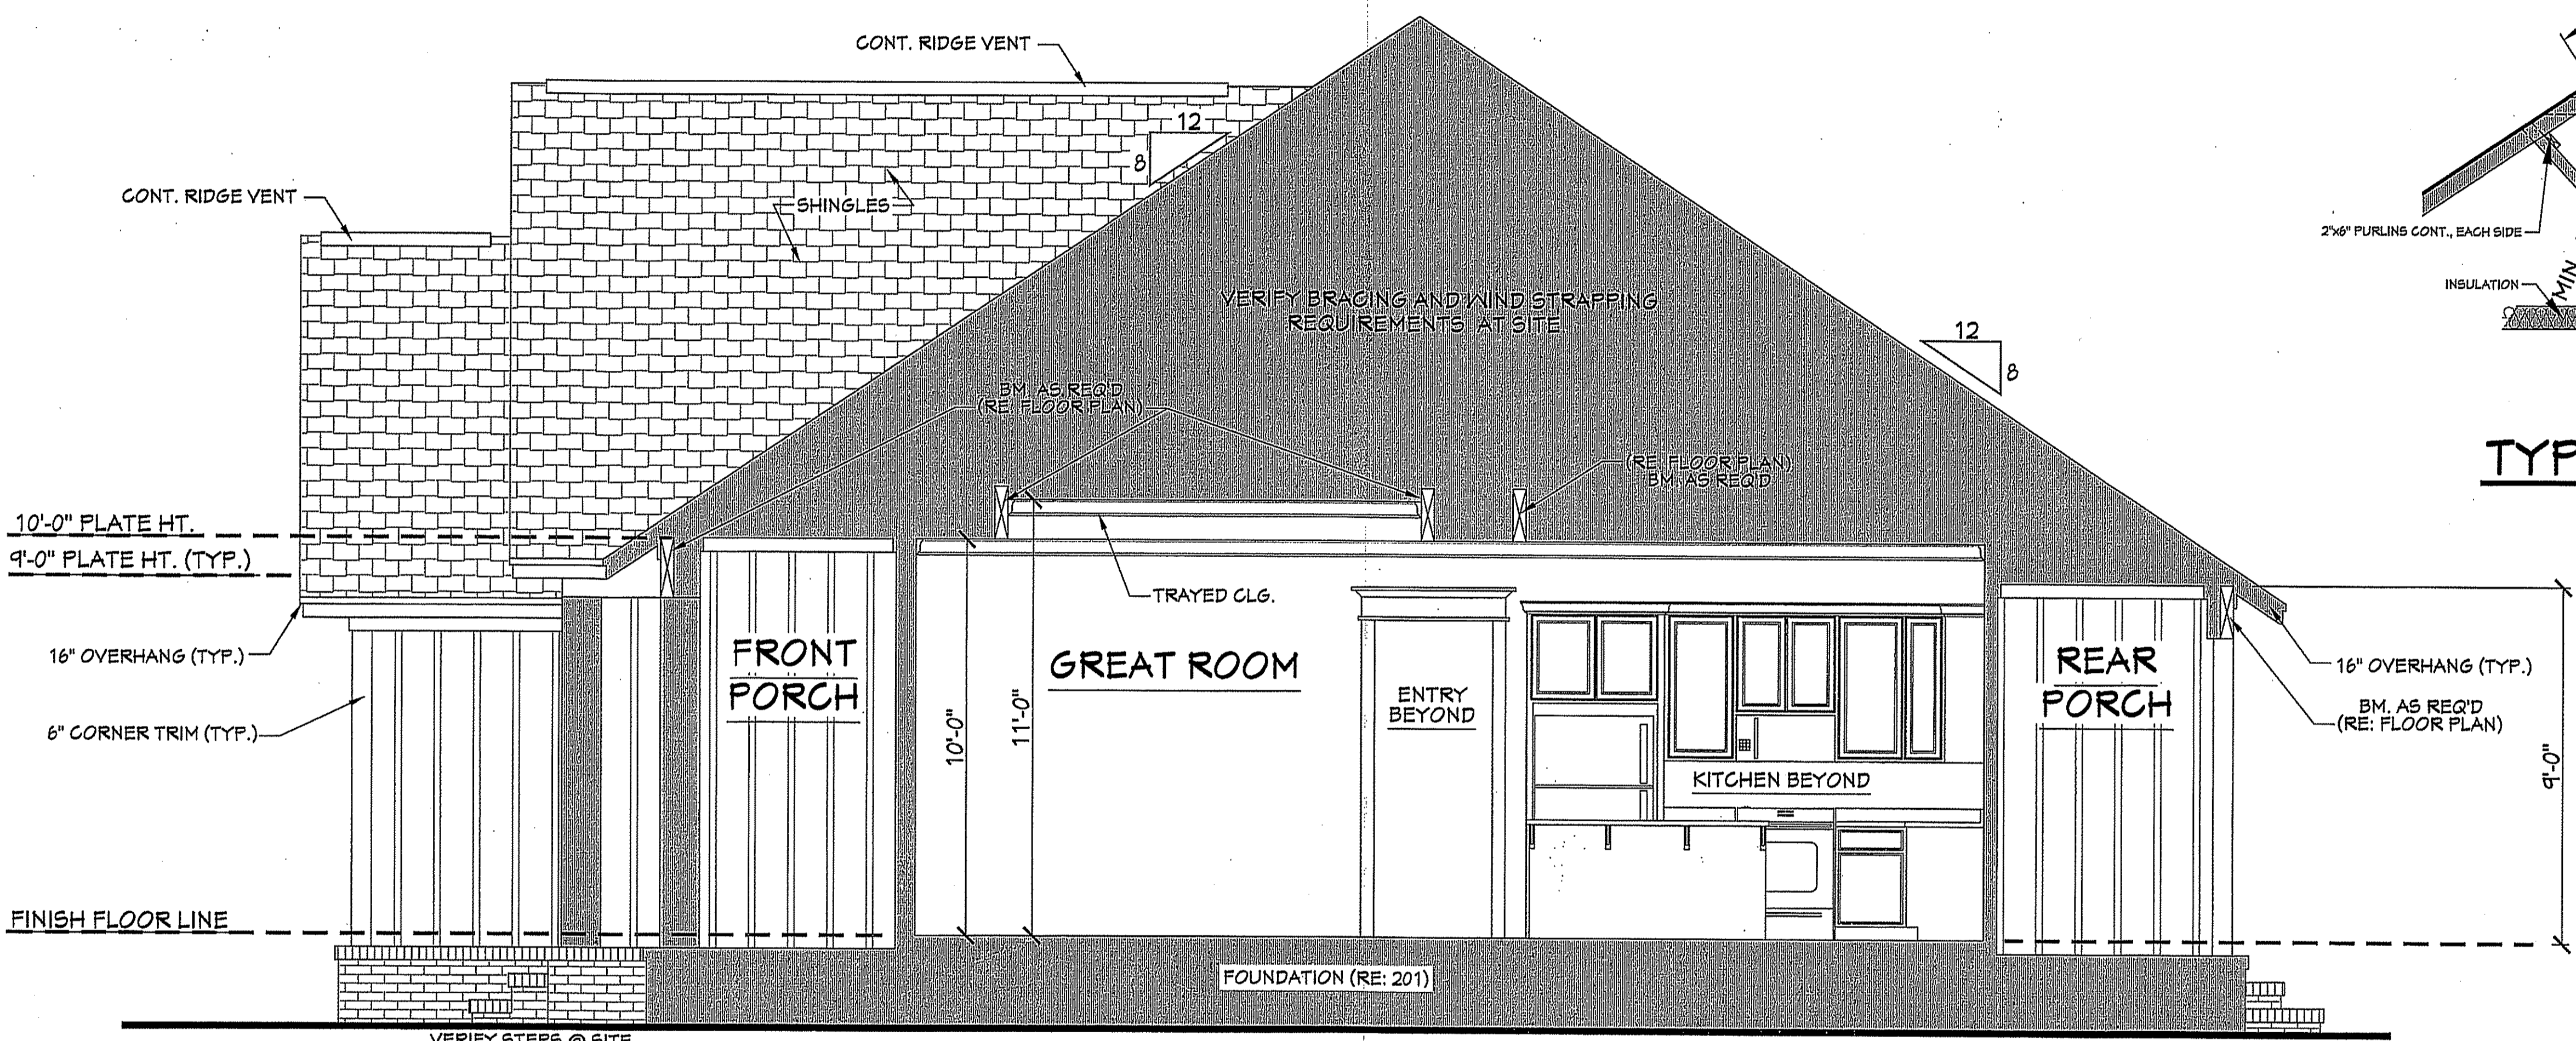 CONT. RIDGE VENT
12
8
CONT. RIDGE VENT
SHINGLES
2"x6" PURLINS CONT., EACH SIDE
INSULATION
MIN
VERIFY BRACING AND WIND STRAPPING
REQUIREMENTS AT SITE
12
8
BM. AS REQ'D
(RE: FLOOR PLAN)
TYP
(RE: FLOOR PLAN)
BM. AS REQ'D
10'-0" PLATE HT.
9'-0" PLATE HT. (TYP.)
TRAYED CLG.
16" OVERHANG (TYP.)
FRONT
PORCH
GREAT ROOM
ENTRY
BEYOND
REAR
PORCH
16" OVERHANG (TYP.)
BM. AS REQ'D
(RE: FLOOR PLAN)
6" CORNER TRIM (TYP.)
10'-0"
11'-0"
KITCHEN BEYOND
9'-0"
FINISH FLOOR LINE
FOUNDATION (RE: 201)
VERIFY STEPS @ SITE